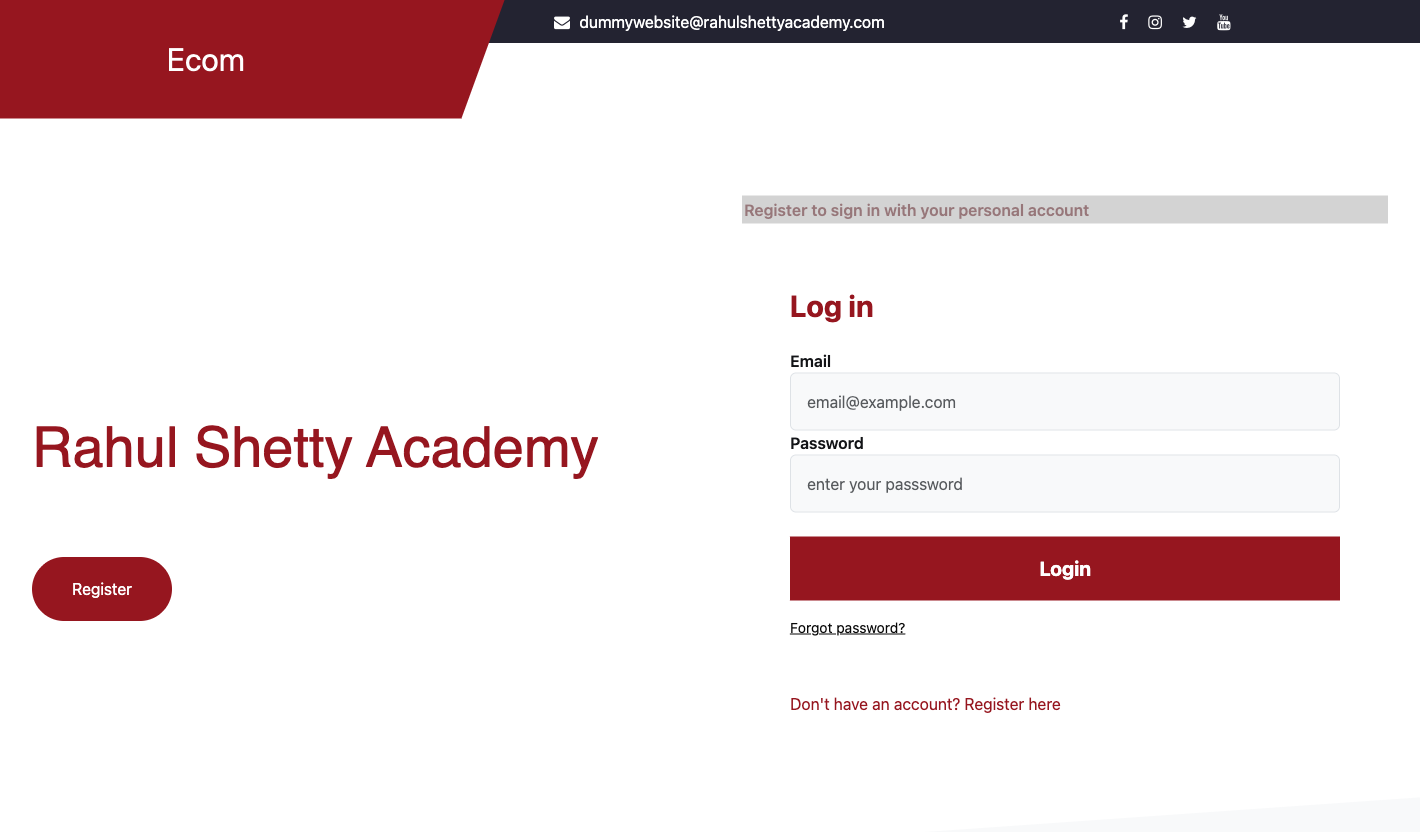 dummywebsite@rahulshettyacademy.com
Ecom
Register to sign in with your personal account
Log in
Email
email@example.com
Password
enter your passsword
Login
Forgot password?
Don't have an account? Register here
Rahul Shetty Academy
Register